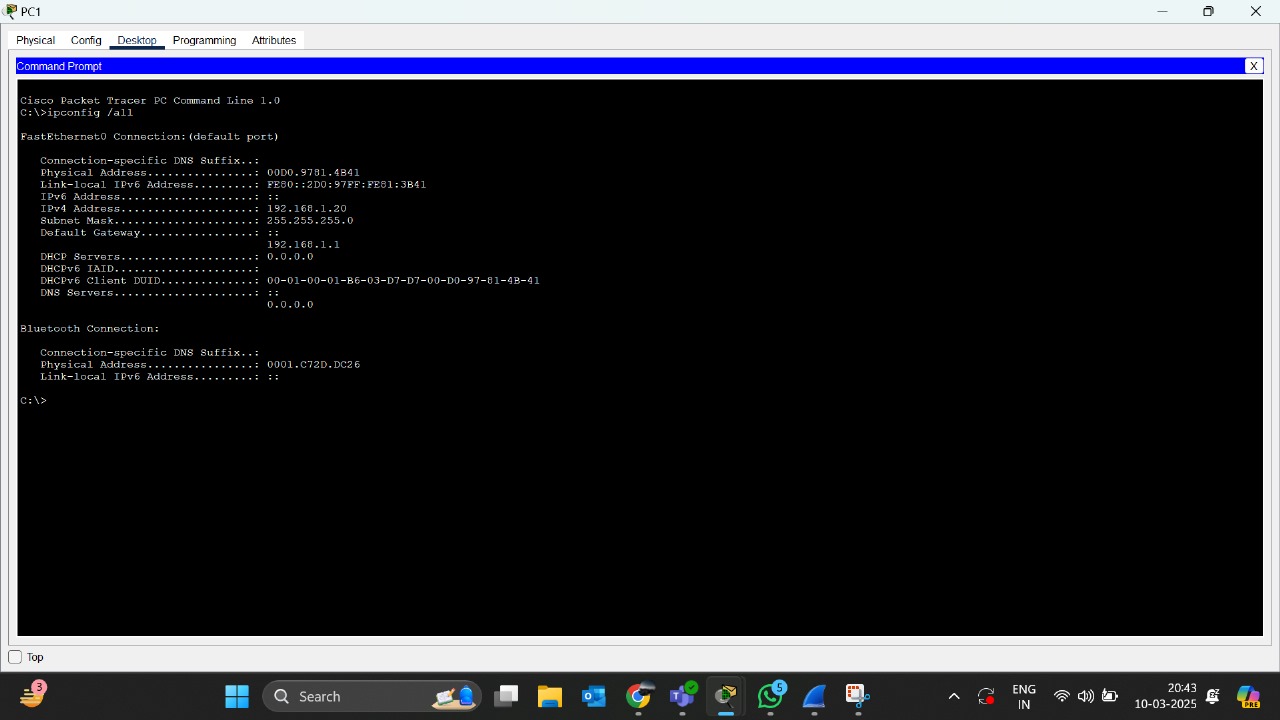 PC1
Physical Config Desktop Programming Attributes
Command Prompt X
Cisco Packet Tracer PC Command Line 1.0
C:\>ipconfig /all
FastEthernet0 Connection:(default port)
Connection-specific DNS Suffix..:
Physical Address................: 00D0.9781.4B41
Link-local IPv6 Address.........: FE80::2D0:97FF:FE81:3B41
IPv6 Address....................: ::
IPv4 Address....................: 192.168.1.20
Subnet Mask.....................: 255.255.255.0
Default Gateway.................: ::
192.168.1.1
DHCP Servers....................: 0.0.0.0
DHCPv6 IAID.....................:
DHCPv6 Client DUID..............: 00-01-00-01-B6-03-D7-D7-00-D0-97-81-4B-41
DNS Servers.....................: ::
0.0.0.0
Bluetooth Connection:
Connection-specific DNS Suffix..:
Physical Address................: 0001.C72D.DC26
Link-local IPv6 Address.........: ::
C:\>
Top
3
Search
5
ENG
IN
20:43
10-03-2025
PRE